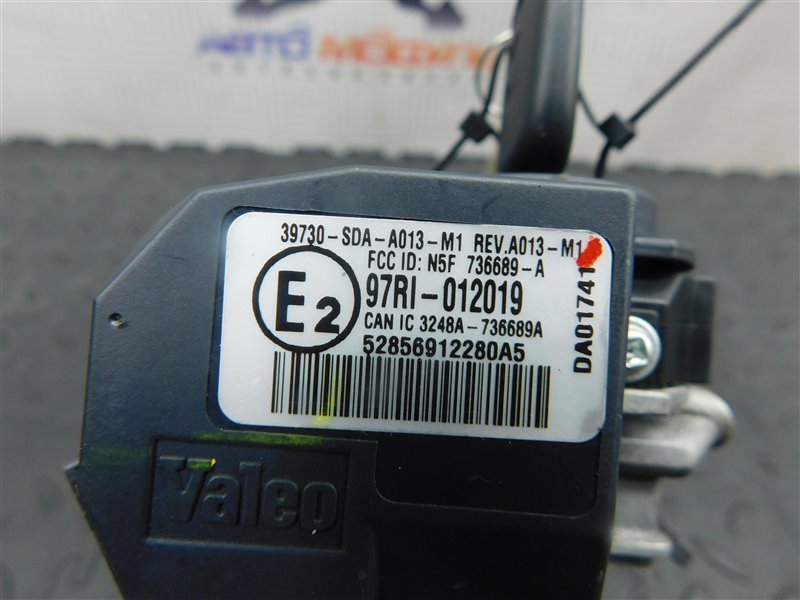 39730-SDA-A013-M1 REV.A013-M1
FCC ID: N5F 736689-A
E2
97RI-012019
CAN IC 3248A-736689A
52856912280A5
DA01741
Valeo